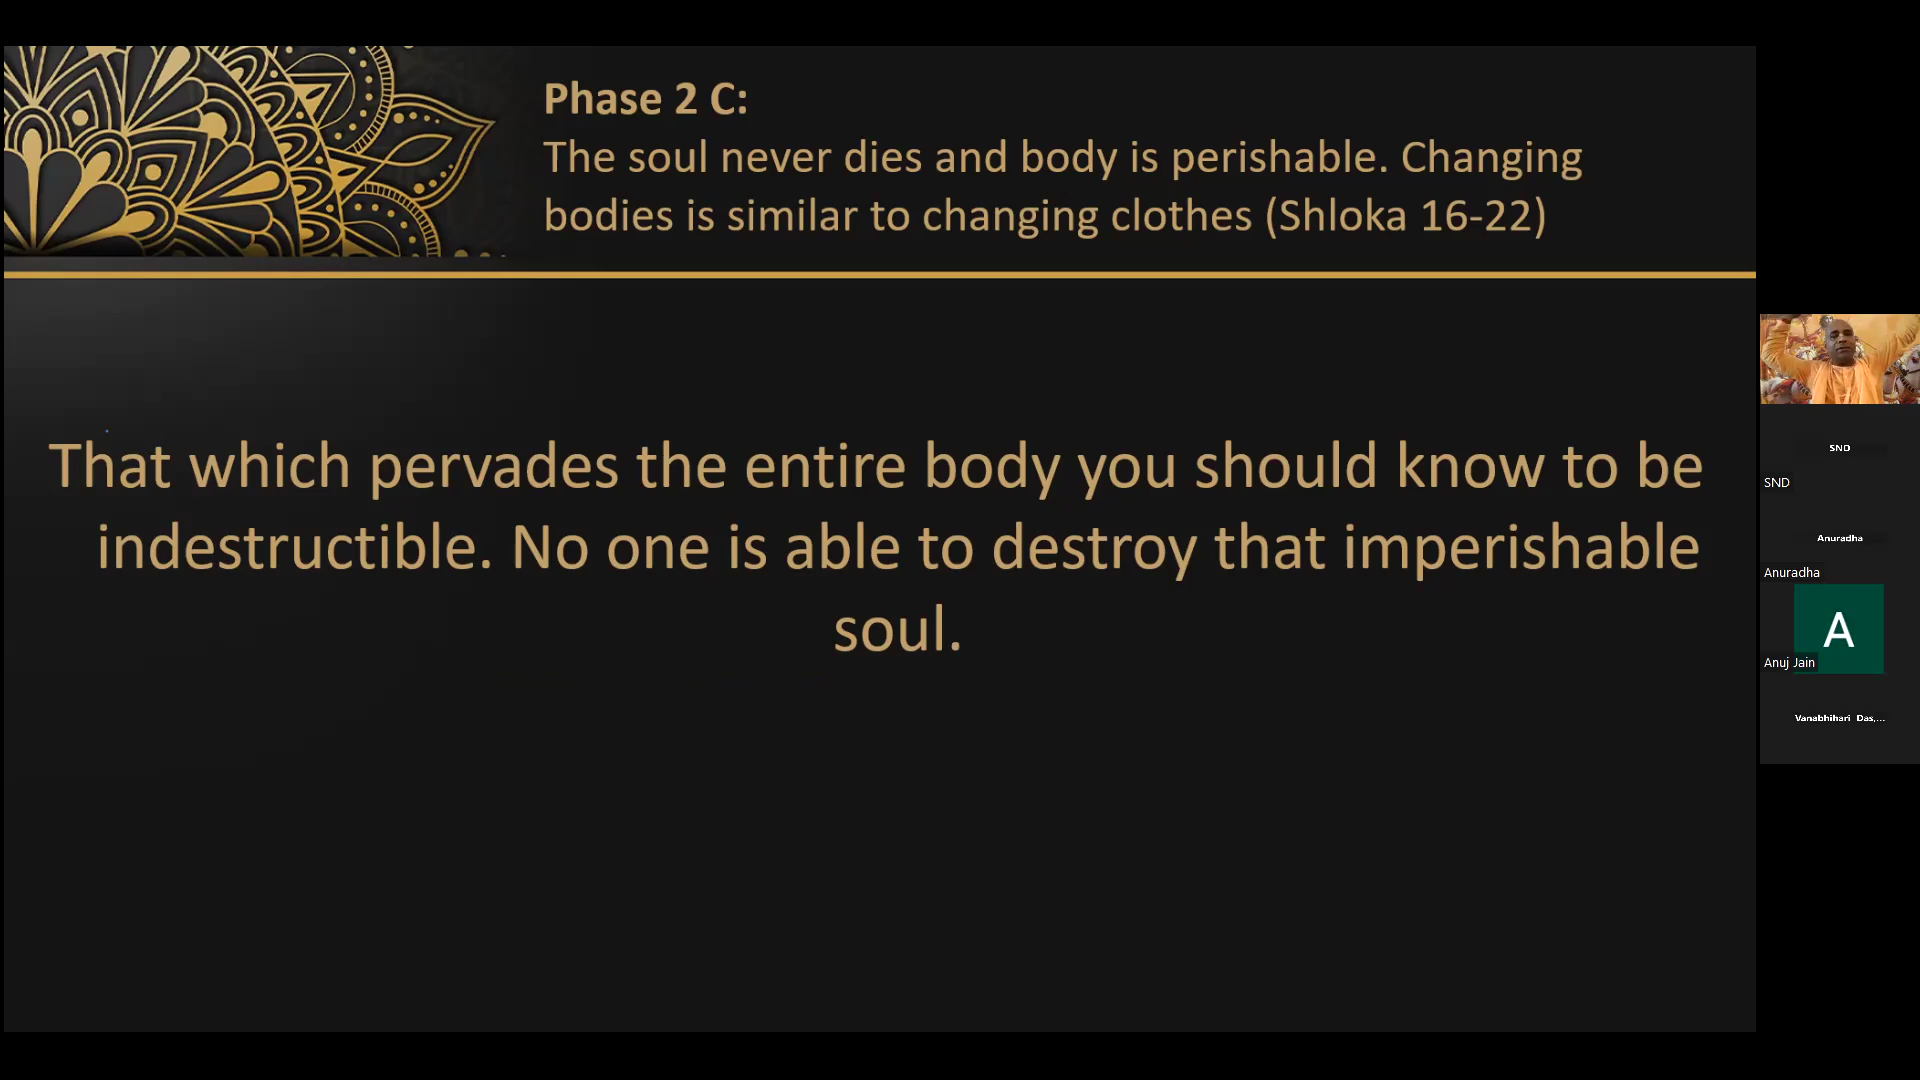 Phase 2 C:
The soul never dies and body is perishable. Changing
bodies is similar to changing clothes (Shloka 16-22)
That which pervades the entire body you should know to be
indestructible. No one is able to destroy that imperishable
soul.
SND
SND
Anuradha
Anuradha
A
Anuj Jain
Vanabhihari Das,...